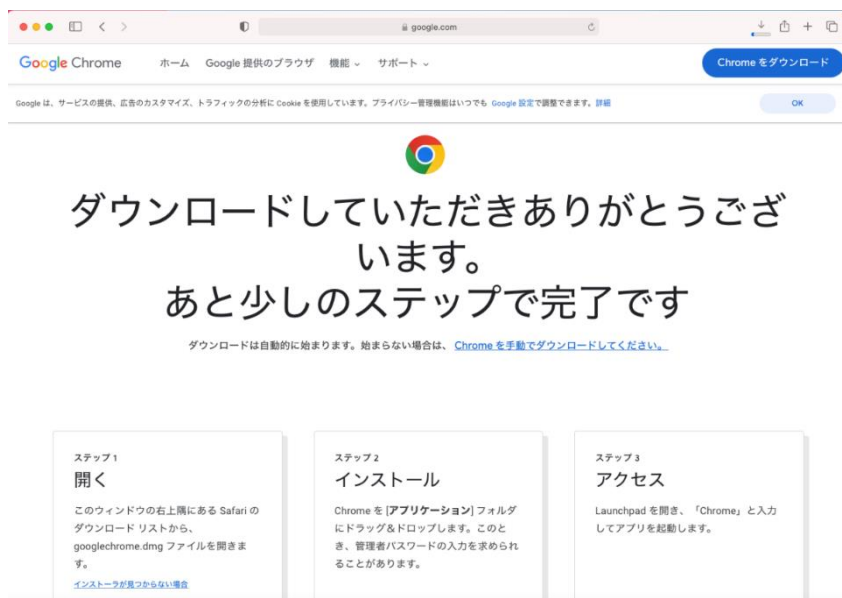 google.com
Google Chrome
ホーム Google 提供のブラウザ 機能 サポート
Chrome をダウンロード
Google は、サービスの提供、広告のカスタマイズ、トラフィックの分析に Cookie を使用しています。プライバシー管理機能はいつでも Google 設定で調整できます。詳細
OK
ダウンロードしていただきありがとうござ
います。
あと少しのステップで完了です
ダウンロードは自動的に始まります。始まらない場合は、 Chrome を手動でダウンロードしてください。
ステップ 1
開く
このウィンドウの右上隅にある Safari の
ダウンロード リストから、
googlechrome.dmg ファイルを開きま
す。
インストーラが見つからない場合
ステップ 2
インストール
Chrome を [アプリケーション] フォルダ
にドラッグ&ドロップします。このと
き、管理者パスワードの入力を求められ
ることがあります。
ステップ 3
アクセス
Launchpad を開き、「Chrome」と入力
してアプリを起動します。